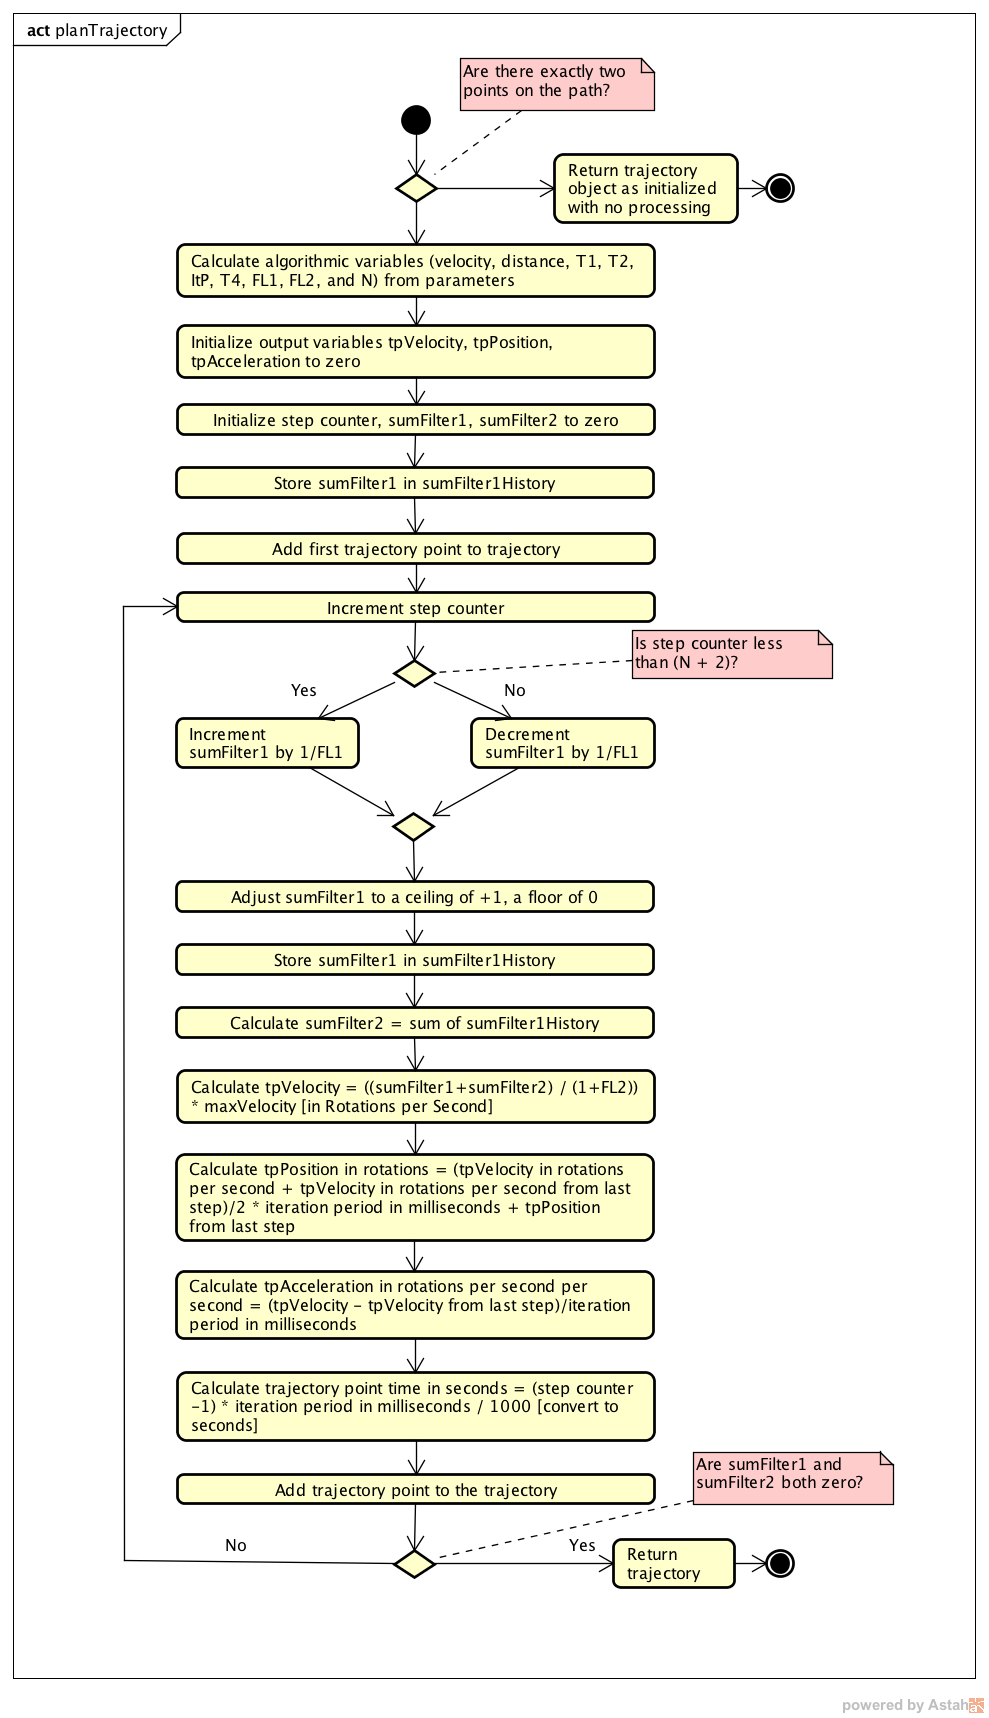 act planTrajectory
Are there exactly two
points on the path?
Return trajectory
object as initialized
with no processing
Calculate algorithmic variables (velocity, distance, T1, T2,
ItP, T4, FL1, FL2, and N) from parameters
Initialize output variables tpVelocity, tpPosition,
tpAcceleration to zero
Initialize step counter, sumFilter1, sumFilter2 to zero
Store sumFilter1 in sumFilter1History
Add first trajectory point to trajectory
Increment step counter
Is step counter less
than (N + 2)?
Yes
No
Increment
sumFilter1 by 1/FL1
Decrement
sumFilter1 by 1/FL1
Adjust sumFilter1 to a ceiling of +1, a floor of 0
Store sumFilter1 in sumFilter1History
Calculate sumFilter2 = sum of sumFilter1History
Calculate tpVelocity = ((sumFilter1+sumFilter2) / (1+FL2))
* maxVelocity [in Rotations per Second]
Calculate tpPosition in rotations = (tpVelocity in rotations
per second + tpVelocity in rotations per second from last
step)/2 * iteration period in milliseconds + tpPosition
from last step
Calculate tpAcceleration in rotations per second per
second = (tpVelocity - tpVelocity from last step)/iteration
period in milliseconds
Calculate trajectory point time in seconds = (step counter
-1) * iteration period in milliseconds / 1000 [convert to
seconds]
Add trajectory point to the trajectory
Are sumFilter1 and
sumFilter2 both zero?
No
Yes
Return
trajectory
powered by Astah